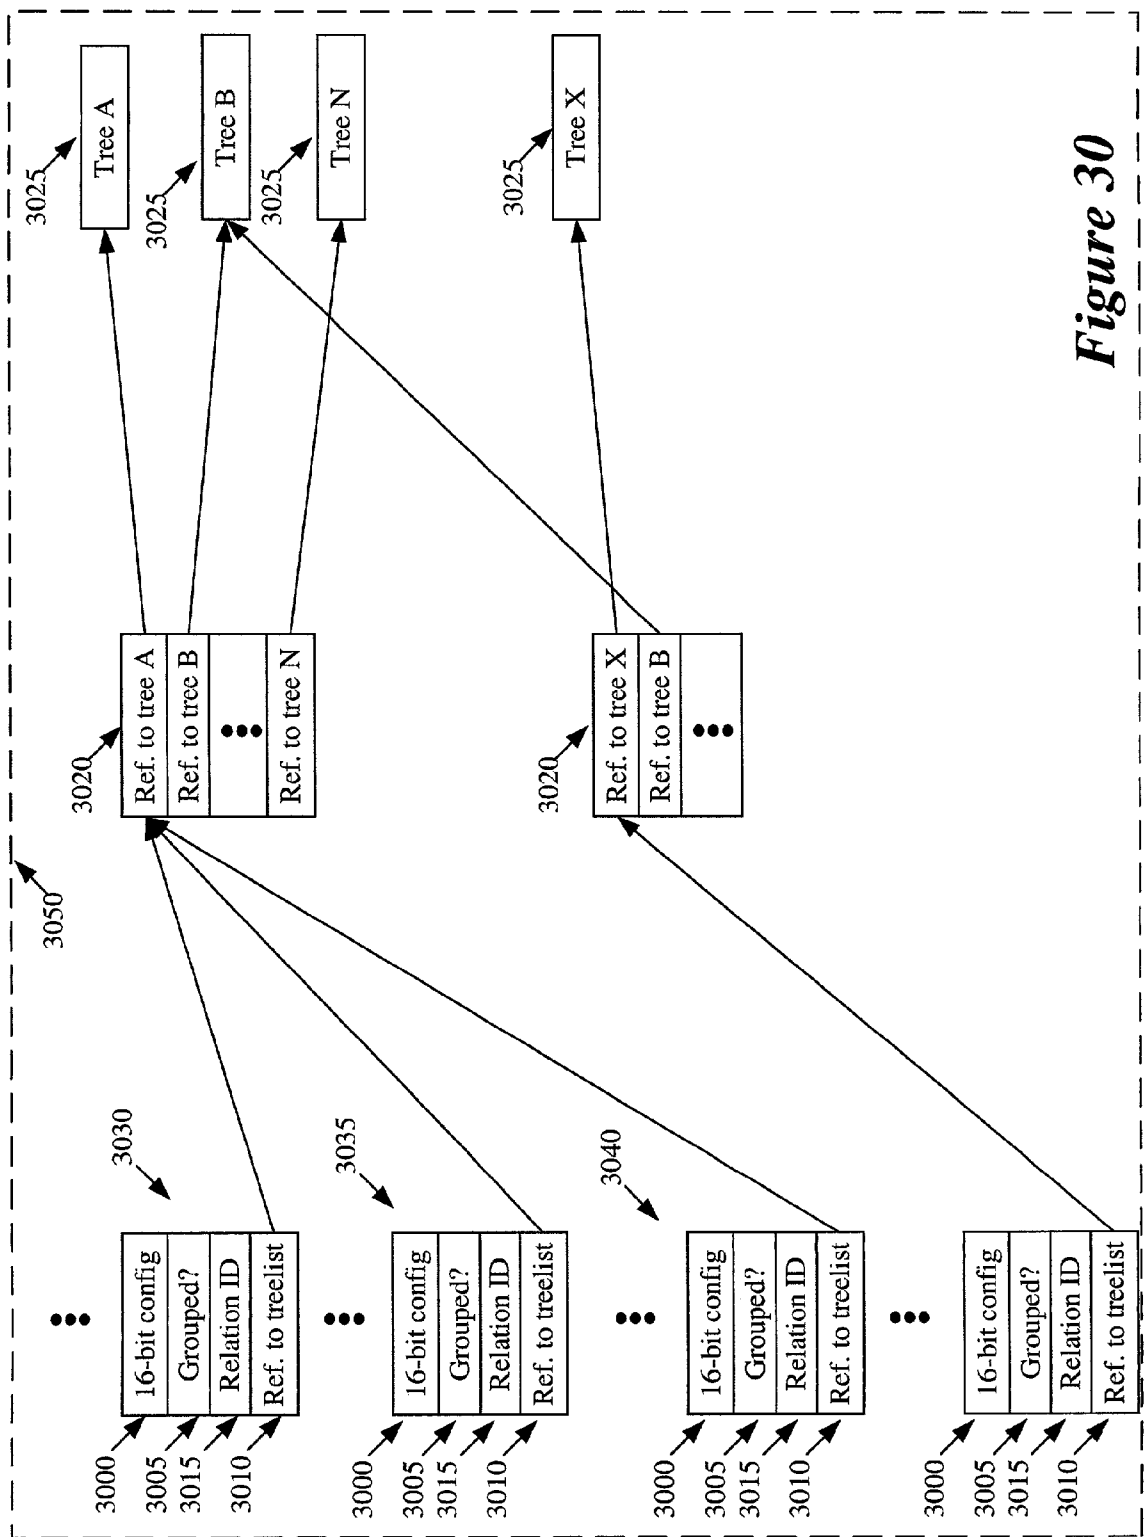 3050
3030
3000
16-bit config
3005
Grouped?
3015
Relation ID
3010
Ref. to treelist
3035
3000
16-bit config
3005
Grouped?
3015
Relation ID
3010
Ref. to treelist
3040
3000
16-bit config
3005
Grouped?
3015
Relation ID
3010
Ref. to treelist
3000
16-bit config
3005
Grouped?
3015
Relation ID
3010
Ref. to treelist
3020
Ref. to tree A
Ref. to tree B
Ref. to tree N
3020
Ref. to tree X
Ref. to tree B
3025
Tree A
3025
Tree B
3025
Tree N
3025
Tree X
Figure 30